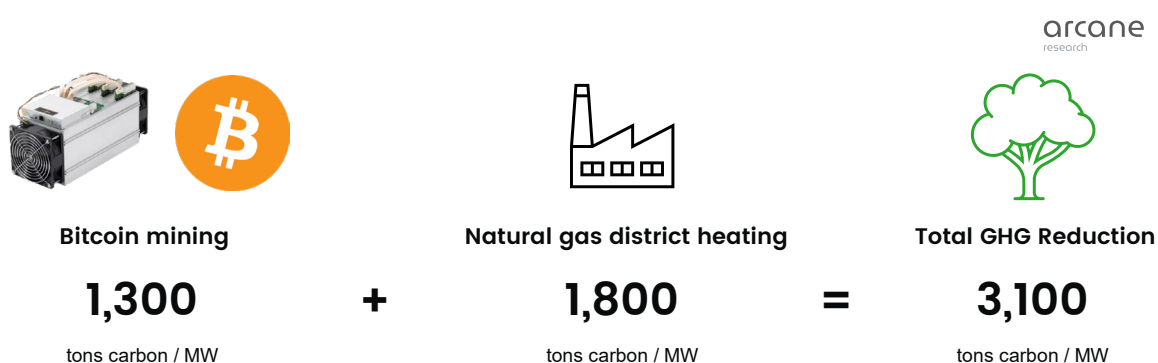 arcane
research
Bitcoin mining
Natural gas district heating
Total GHG Reduction
1,300
+
1,800
=
3,100
tons carbon / MW
tons carbon / MW
tons carbon / MW